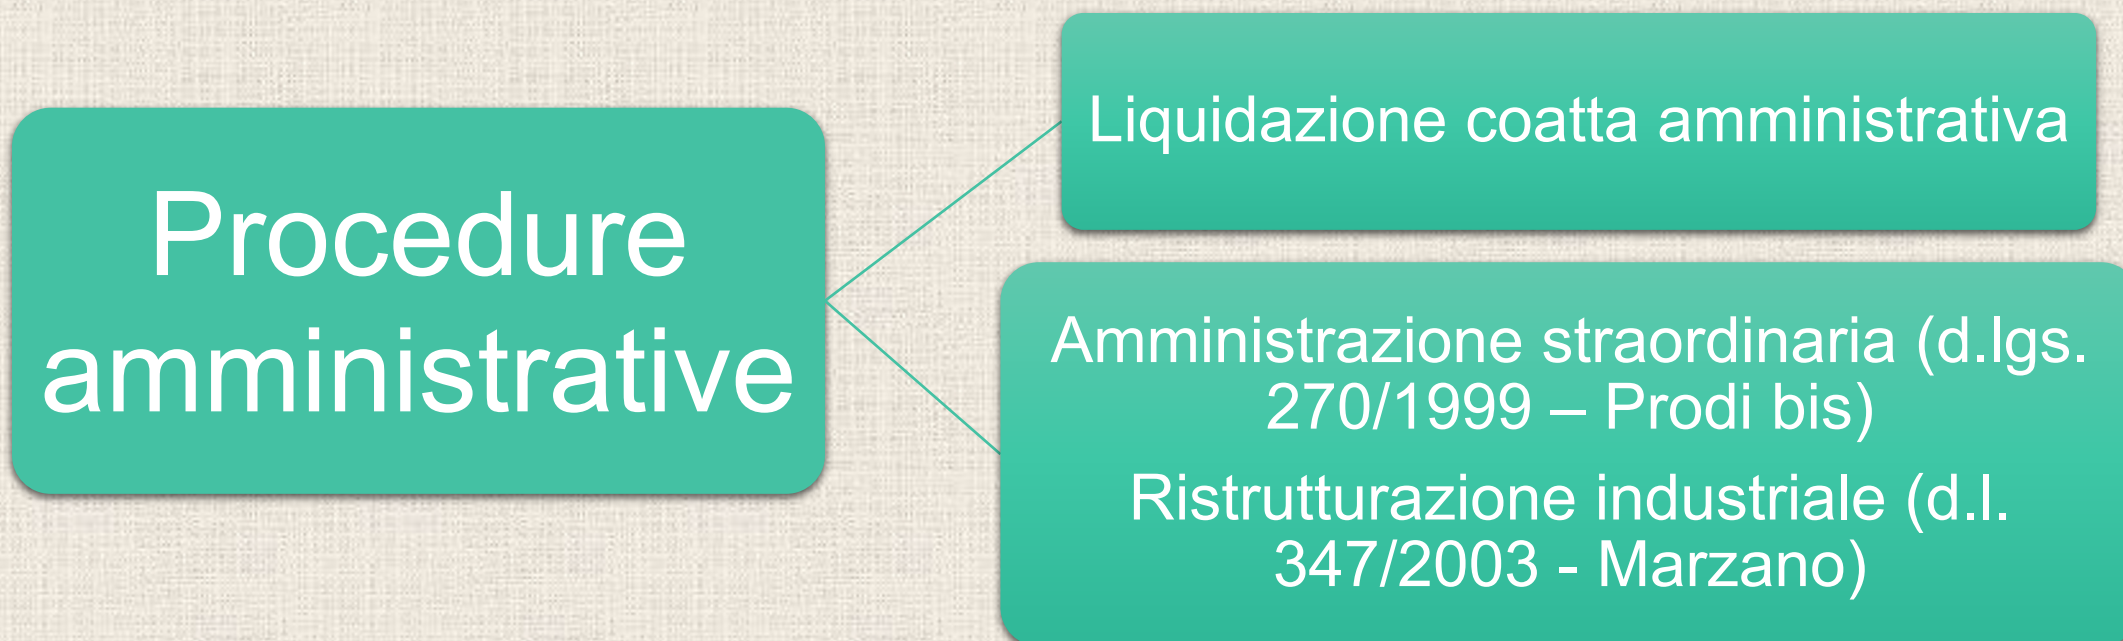 Procedure
amministrative
Liquidazione coatta amministrativa
Amministrazione straordinaria (d.lgs.
270/1999 – Prodi bis)
Ristrutturazione industriale (d.l.
347/2003 - Marzano)